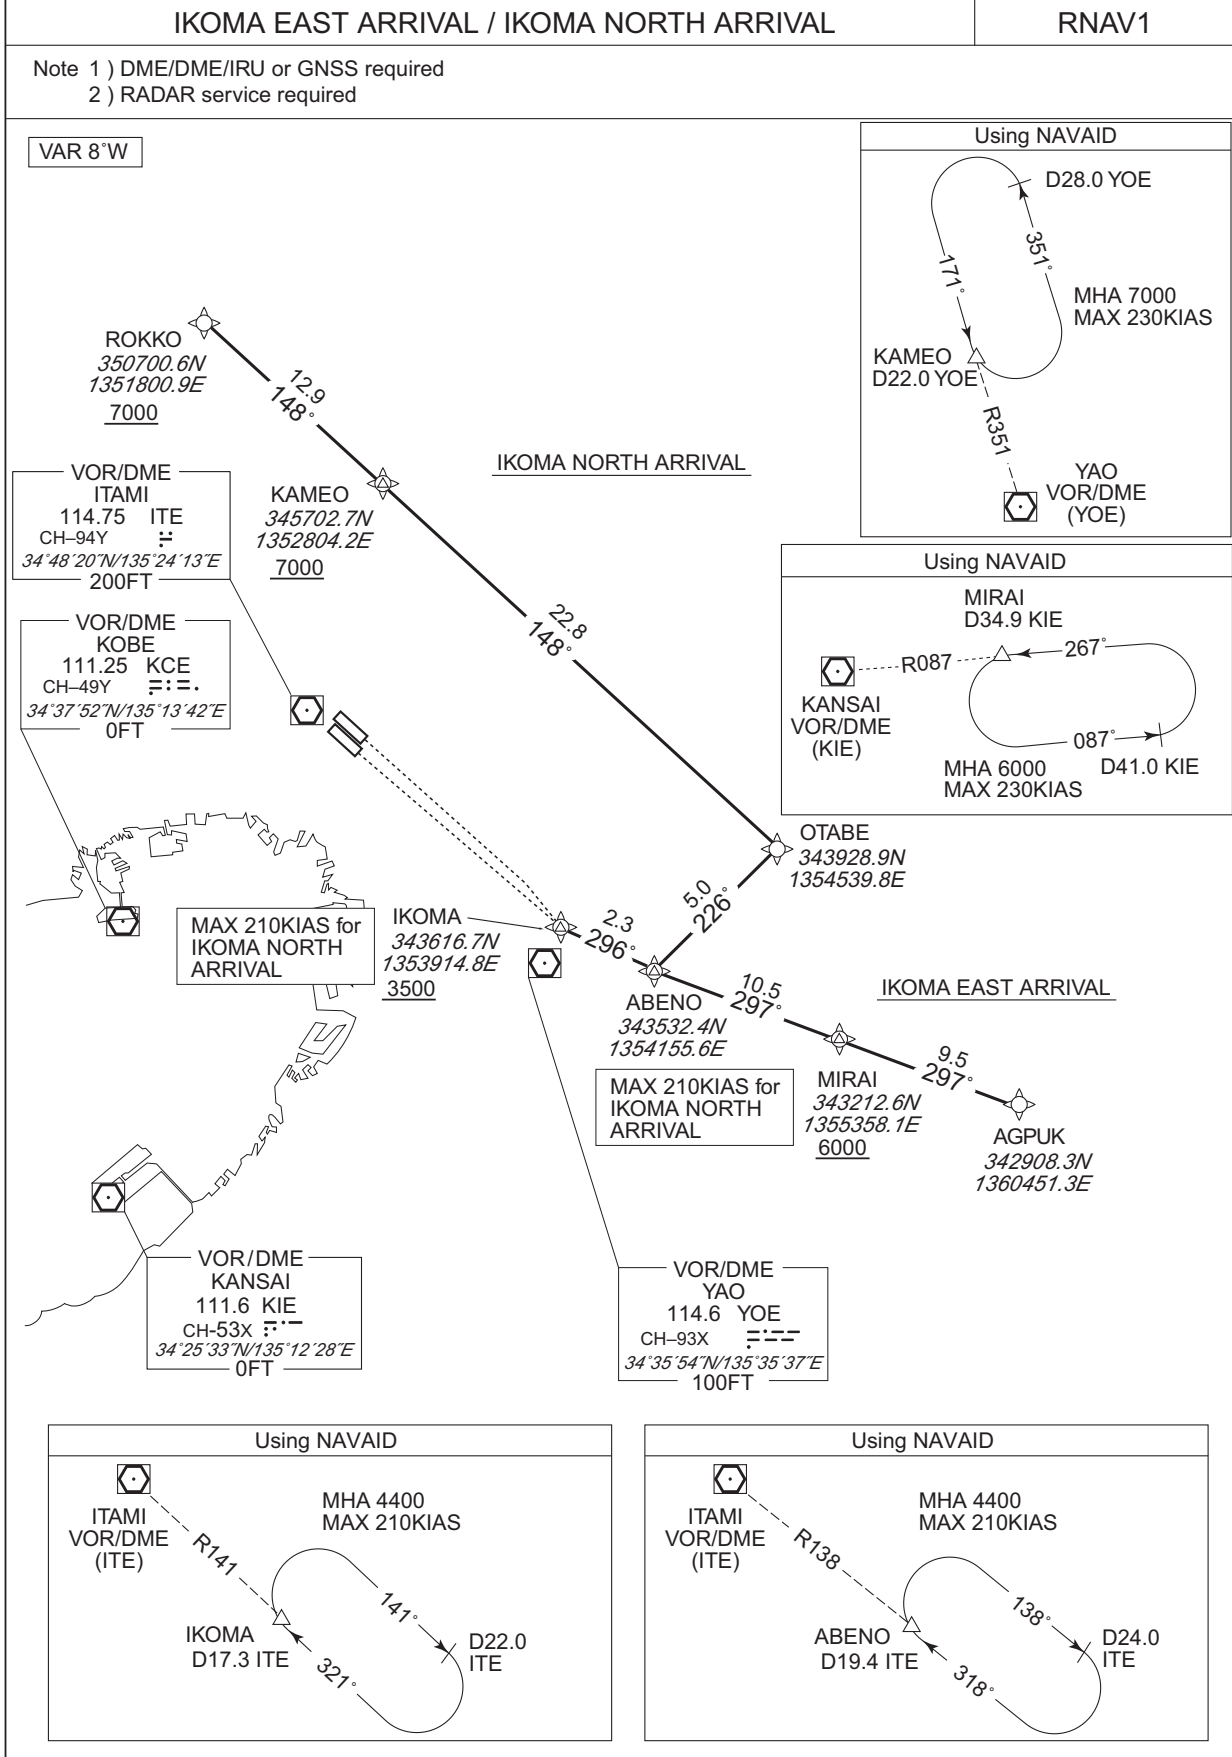 IKOMA EAST ARRIVAL / IKOMA NORTH ARRIVAL
RNAV1
Note 1 ) DME/DME/IRU or GNSS required
2 ) RADAR service required
VAR 8°W
Using NAVAID
D28.0 YOE
351°
171°
MHA 7000
MAX 230KIAS
KAMEO
D22.0 YOE
R351
YAO
VOR/DME
(YOE)
ROKKO
350700.6N
1351800.9E
7000
12.9
148°
IKOMA NORTH ARRIVAL
VOR/DME
ITAMI
114.75 ITE
CH–94Y
34°48′20″N/135°24′13″E
200FT
KAMEO
345702.7N
1352804.2E
7000
22.8
148°
Using NAVAID
MIRAI
D34.9 KIE
R087
267°
KANSAI
VOR/DME
(KIE)
087°
D41.0 KIE
MHA 6000
MAX 230KIAS
VOR/DME
KOBE
111.25 KCE
CH–49Y
34°37′52″N/135°13′42″E
0FT
OTABE
343928.9N
1354539.8E
5.0
226°
MAX 210KIAS for
IKOMA NORTH
ARRIVAL
IKOMA
343616.7N
1353914.8E
3500
2.3
296°
ABENO
343532.4N
1354155.6E
10.5
297°
IKOMA EAST ARRIVAL
MAX 210KIAS for
IKOMA NORTH
ARRIVAL
MIRAI
343212.6N
1355358.1E
6000
9.5
297°
AGPUK
342908.3N
1360451.3E
VOR/DME
KANSAI
111.6 KIE
CH-53X
34°25′33″N/135°12′28″E
0FT
VOR/DME
YAO
114.6 YOE
CH–93X
34°35′54″N/135°35′37″E
100FT
Using NAVAID
ITAMI
VOR/DME
(ITE)
MHA 4400
MAX 210KIAS
R141
141°
IKOMA
D17.3 ITE
321°
D22.0
ITE
Using NAVAID
ITAMI
VOR/DME
(ITE)
MHA 4400
MAX 210KIAS
R138
138°
ABENO
D19.4 ITE
318°
D24.0
ITE